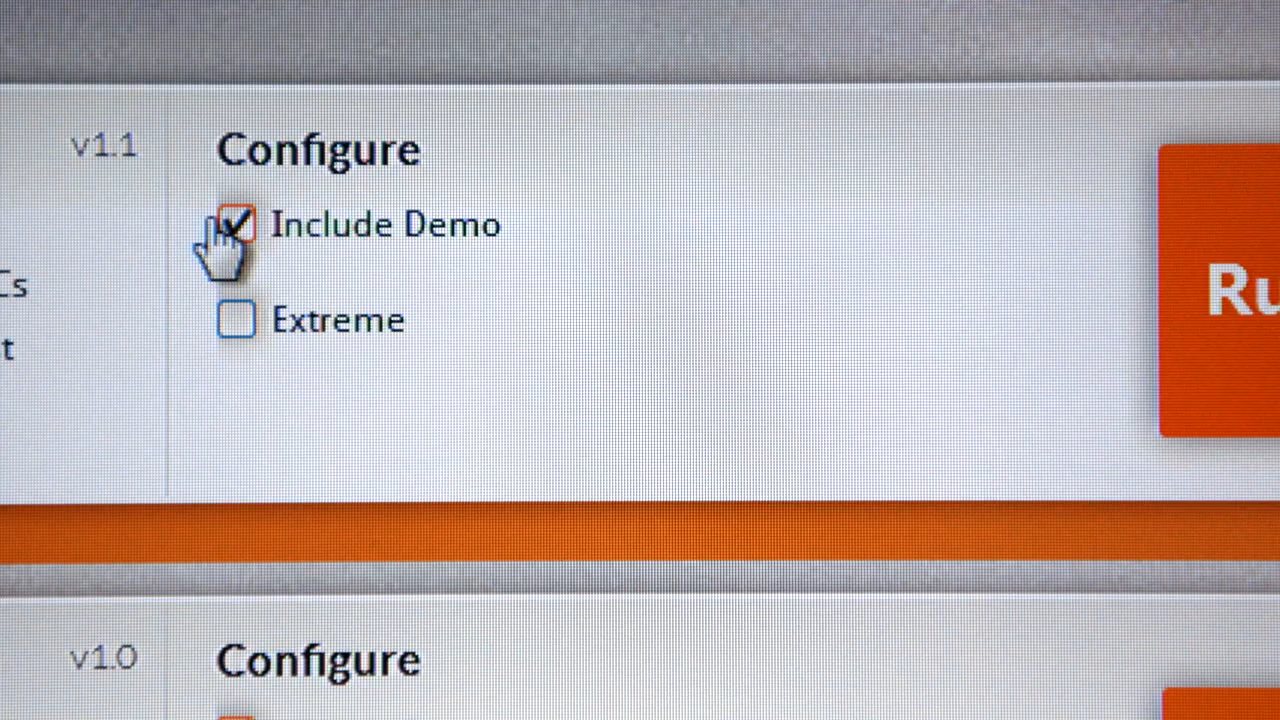 v1.1
Configure
Include Demo
Extreme
v1.0
Configure